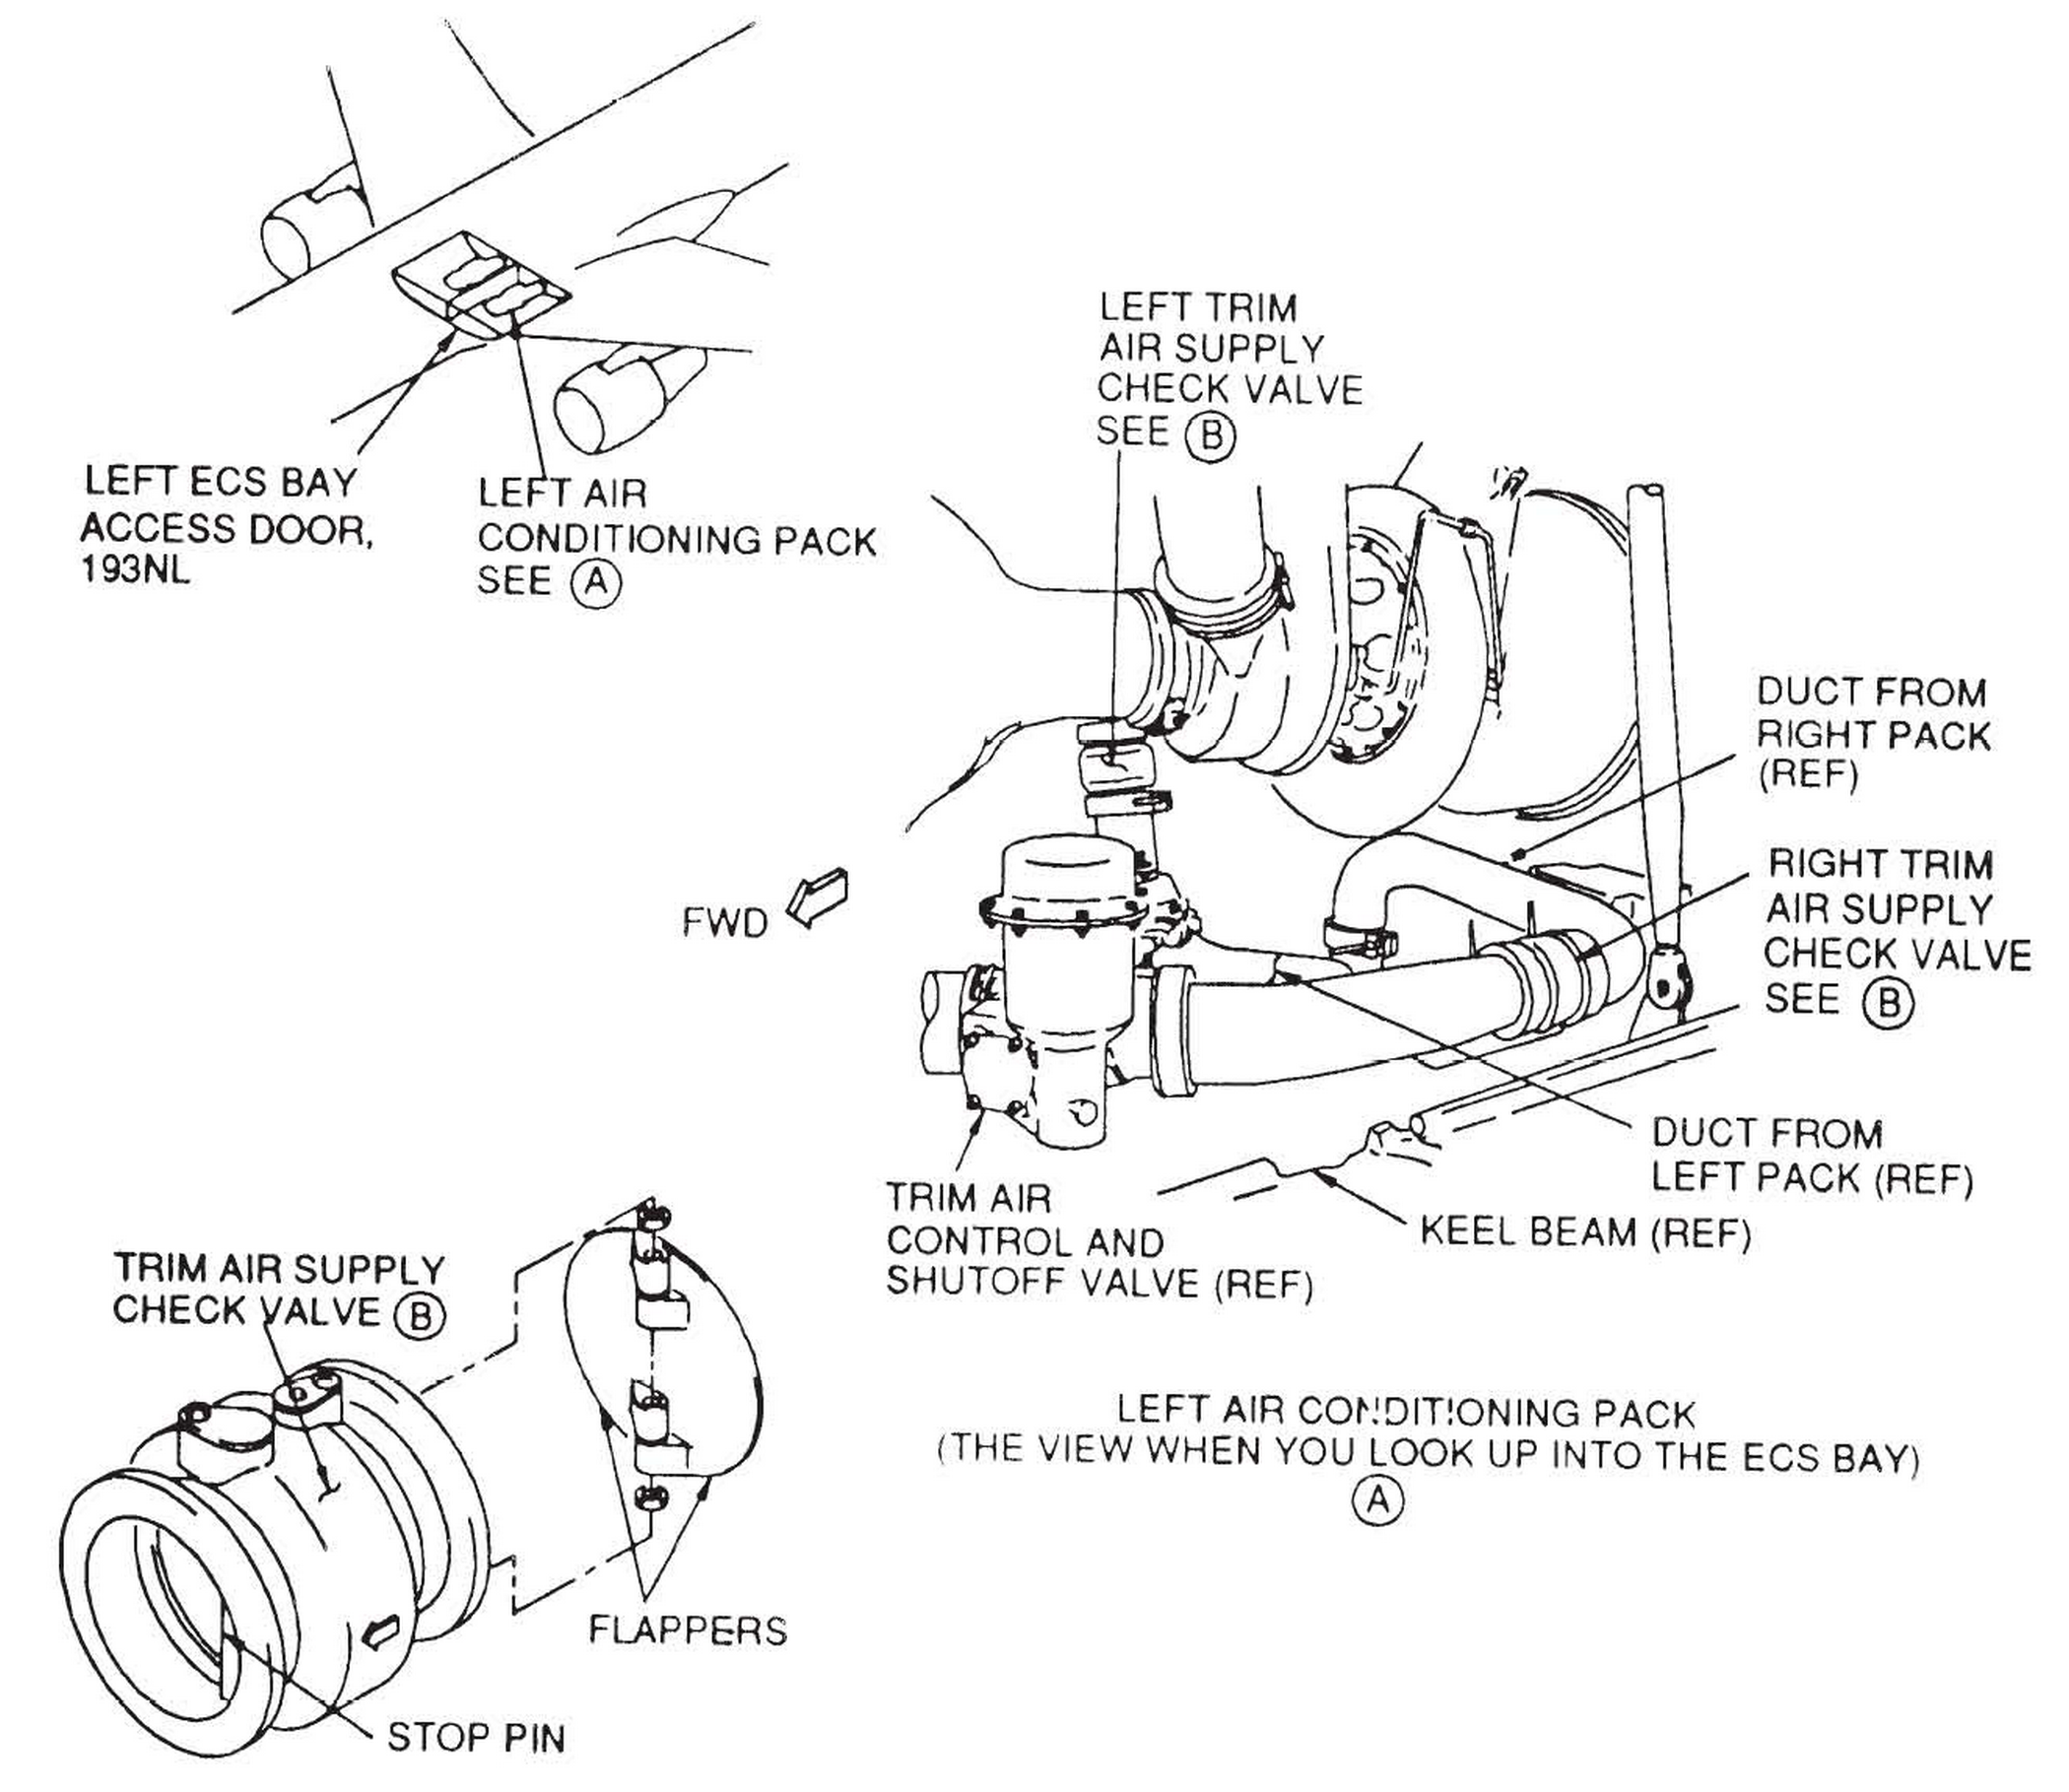 LEFT ECS BAY
ACCESS DOOR,
193NL
LEFT AIR
CONDITIONING PACK
SEE A
LEFT TRIM
AIR SUPPLY
CHECK VALVE
SEE B
DUCT FROM
RIGHT PACK
(REF)
RIGHT TRIM
AIR SUPPLY
CHECK VALVE
SEE B
FWD
DUCT FROM
LEFT PACK (REF)
KEEL BEAM (REF)
TRIM AIR
CONTROL AND
SHUTOFF VALVE (REF)
LEFT AIR CONDITIONING PACK
(THE VIEW WHEN YOU LOOK UP INTO THE ECS BAY)
A
TRIM AIR SUPPLY
CHECK VALVE B
FLAPPERS
STOP PIN